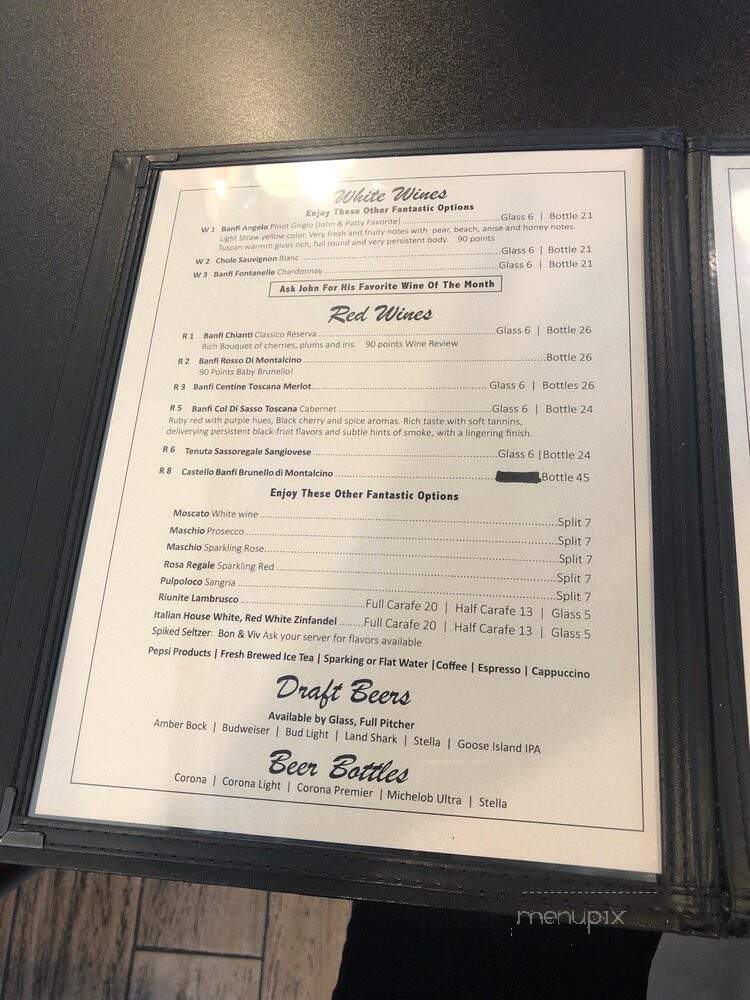 White Wines
Enjoy These Other Fantastic Options
W 1 Banfi Angelo Pinot Grigio (John & Patty Favorite) ........ Glass 6 | Bottle 21
Light Straw yellow color. Very fresh and fruity notes with pear, beach, anise and honey notes.
Tuscan warmth gives rich, full round and very persistent body. 90 points
W 2 Chole Sauvignon Blanc ........ Glass 6 | Bottle 21
W 3 Banfi Fontanelle Chardonnay ........ Glass 6 | Bottle 21
Ask John For His Favorite Wine Of The Month
Red Wines
R 1 Banfi Chianti Classico Reserva ........ Glass 6 | Bottle 26
Rich Bouquet of cherries, plums and iris. 90 points Wine Review
R 2 Banfi Rosso Di Montalcino ........ Bottle 26
90 Points Baby Brunello!
R 3 Banfi Centine Toscana Merlot ........ Glass 6 | Bottles 26
R 5 Banfi Col Di Sasso Toscana Cabernet ........ Glass 6 | Bottle 24
Ruby red with purple hues, Black cherry and spice aromas. Rich taste with soft tannins,
deliverying persistent black-fruit flavors and subtle hints of smoke, with a lingering finish.
R 6 Tenuta Sassoregale Sangiovese ........ Glass 6 |Bottle 24
R 8 Castello Banfi Brunello di Montalcino ........ Bottle 45
Enjoy These Other Fantastic Options
Moscato White wine ........ Split 7
Maschio Prosecco ........ Split 7
Maschio Sparkling Rose ........ Split 7
Rosa Regale Sparkling Red ........ Split 7
Pulpoloco Sangria ........ Split 7
Riunite Lambrusco ........ Full Carafe 20 | Half Carafe 13 | Glass 5
Italian House White, Red White Zinfandel ........ Full Carafe 20 | Half Carafe 13 | Glass 5
Spiked Seltzer: Bon & Viv Ask your server for flavors available
Pepsi Products | Fresh Brewed Ice Tea | Sparking or Flat Water |Coffee | Espresso | Cappuccino
Draft Beers
Available by Glass, Full Pitcher
Amber Bock | Budweiser | Bud Light | Land Shark | Stella | Goose Island IPA
Beer Bottles
Corona | Corona Light | Corona Premier | Michelob Ultra | Stella
menupix